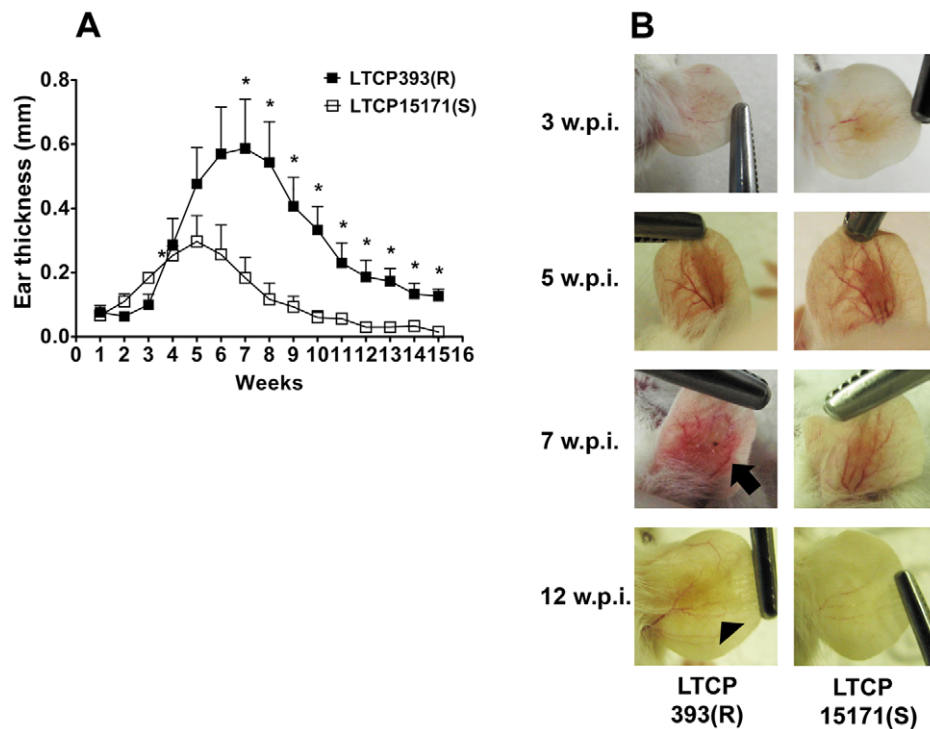 A
Ear thickness (mm)
0.8
0.6
0.4
0.2
0.0
0 1 2 3 4 5 6 7 8 9 10 11 12 13 14 15 16
Weeks
LTCP393(R)
LTCP15171(S)
* * * * * * * * * *
B
3 w.p.i.
5 w.p.i.
7 w.p.i.
12 w.p.i.
LTCP
393(R)
LTCP
15171(S)